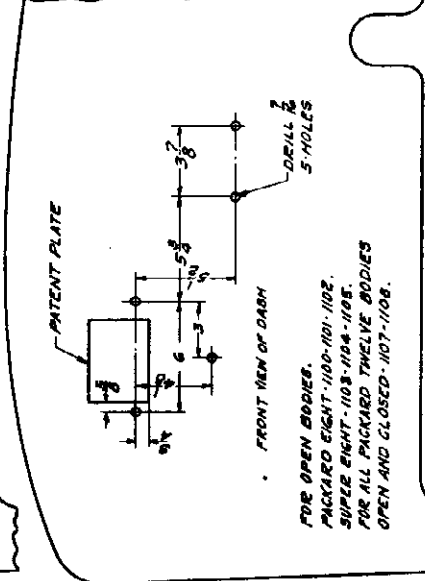 PATENT PLATE
3 7/8
5 3/4
6
3
DRILL
5 HOLES
FRONT VIEW OF DASH
FOR OPEN BODIES.
PACKARD EIGHT-1100-1101-1102.
SUPER EIGHT-1103-1104-1105.
FOR ALL PACKARD TWELVE BODIES
OPEN AND CLOSED-1107-1108.